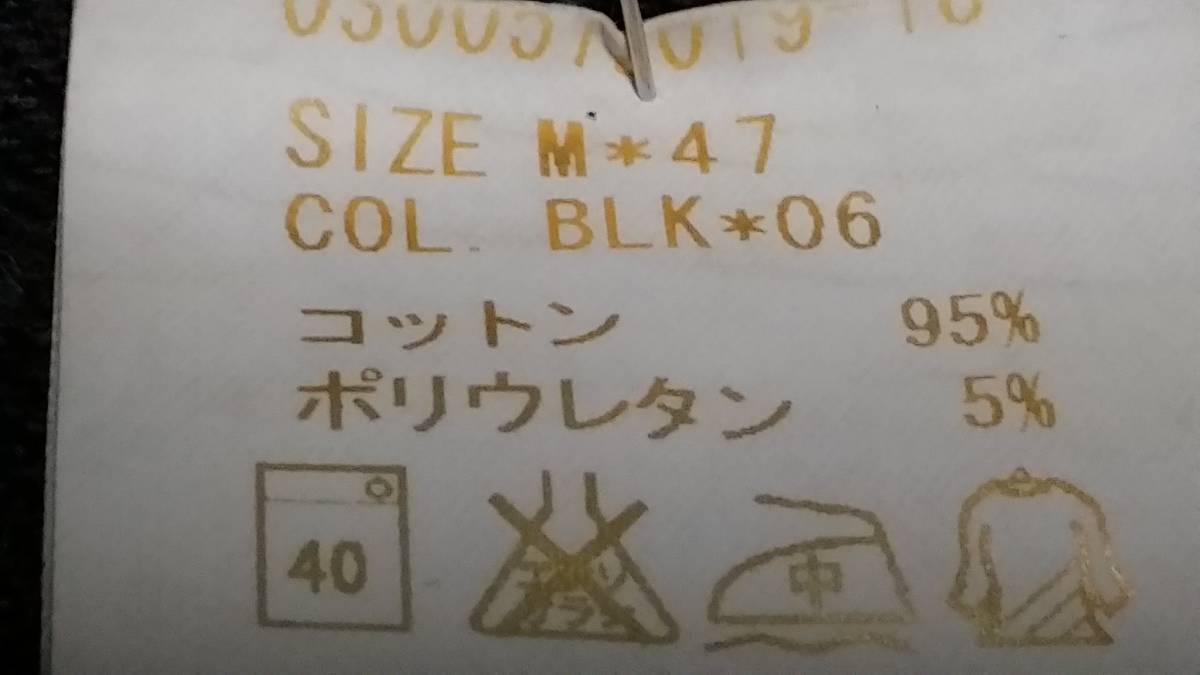 SIZE M*47
COL. BLK*06
コットン 95%
ポリウレタン 5%
40
中